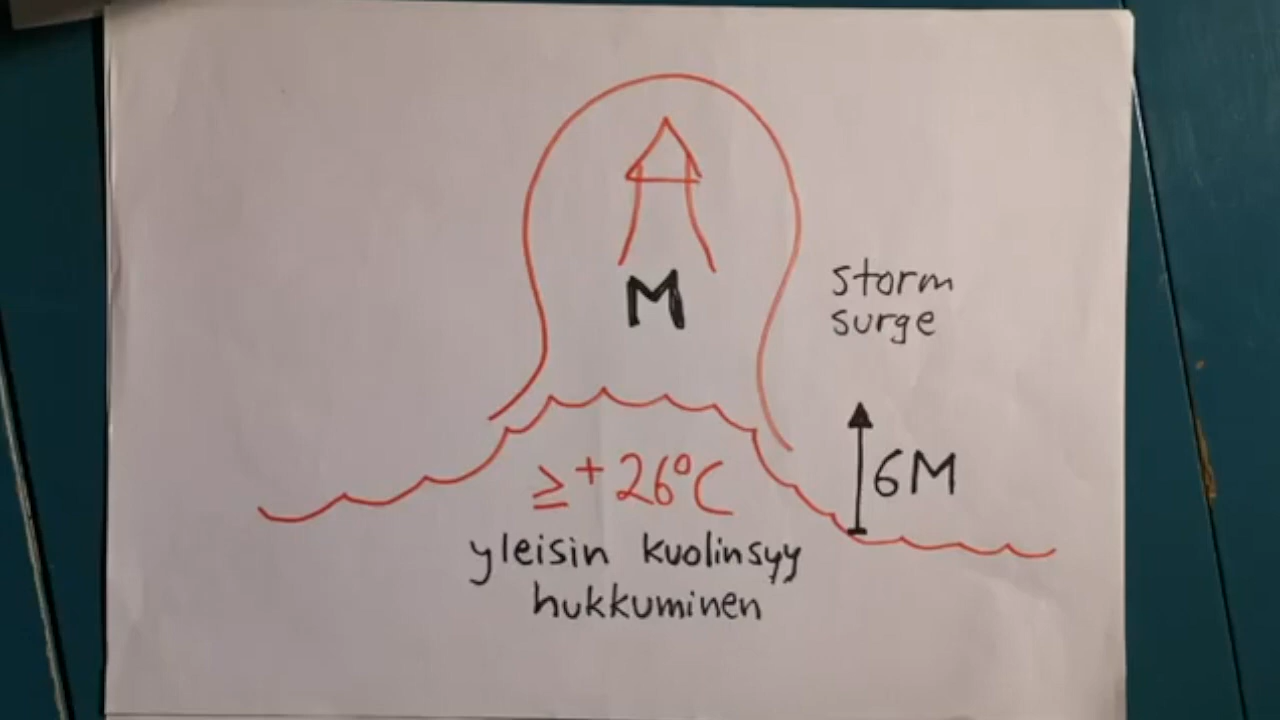 M
storm
surge
6M
≥+26°C
yleisin kuolinsyy
hukkuminen